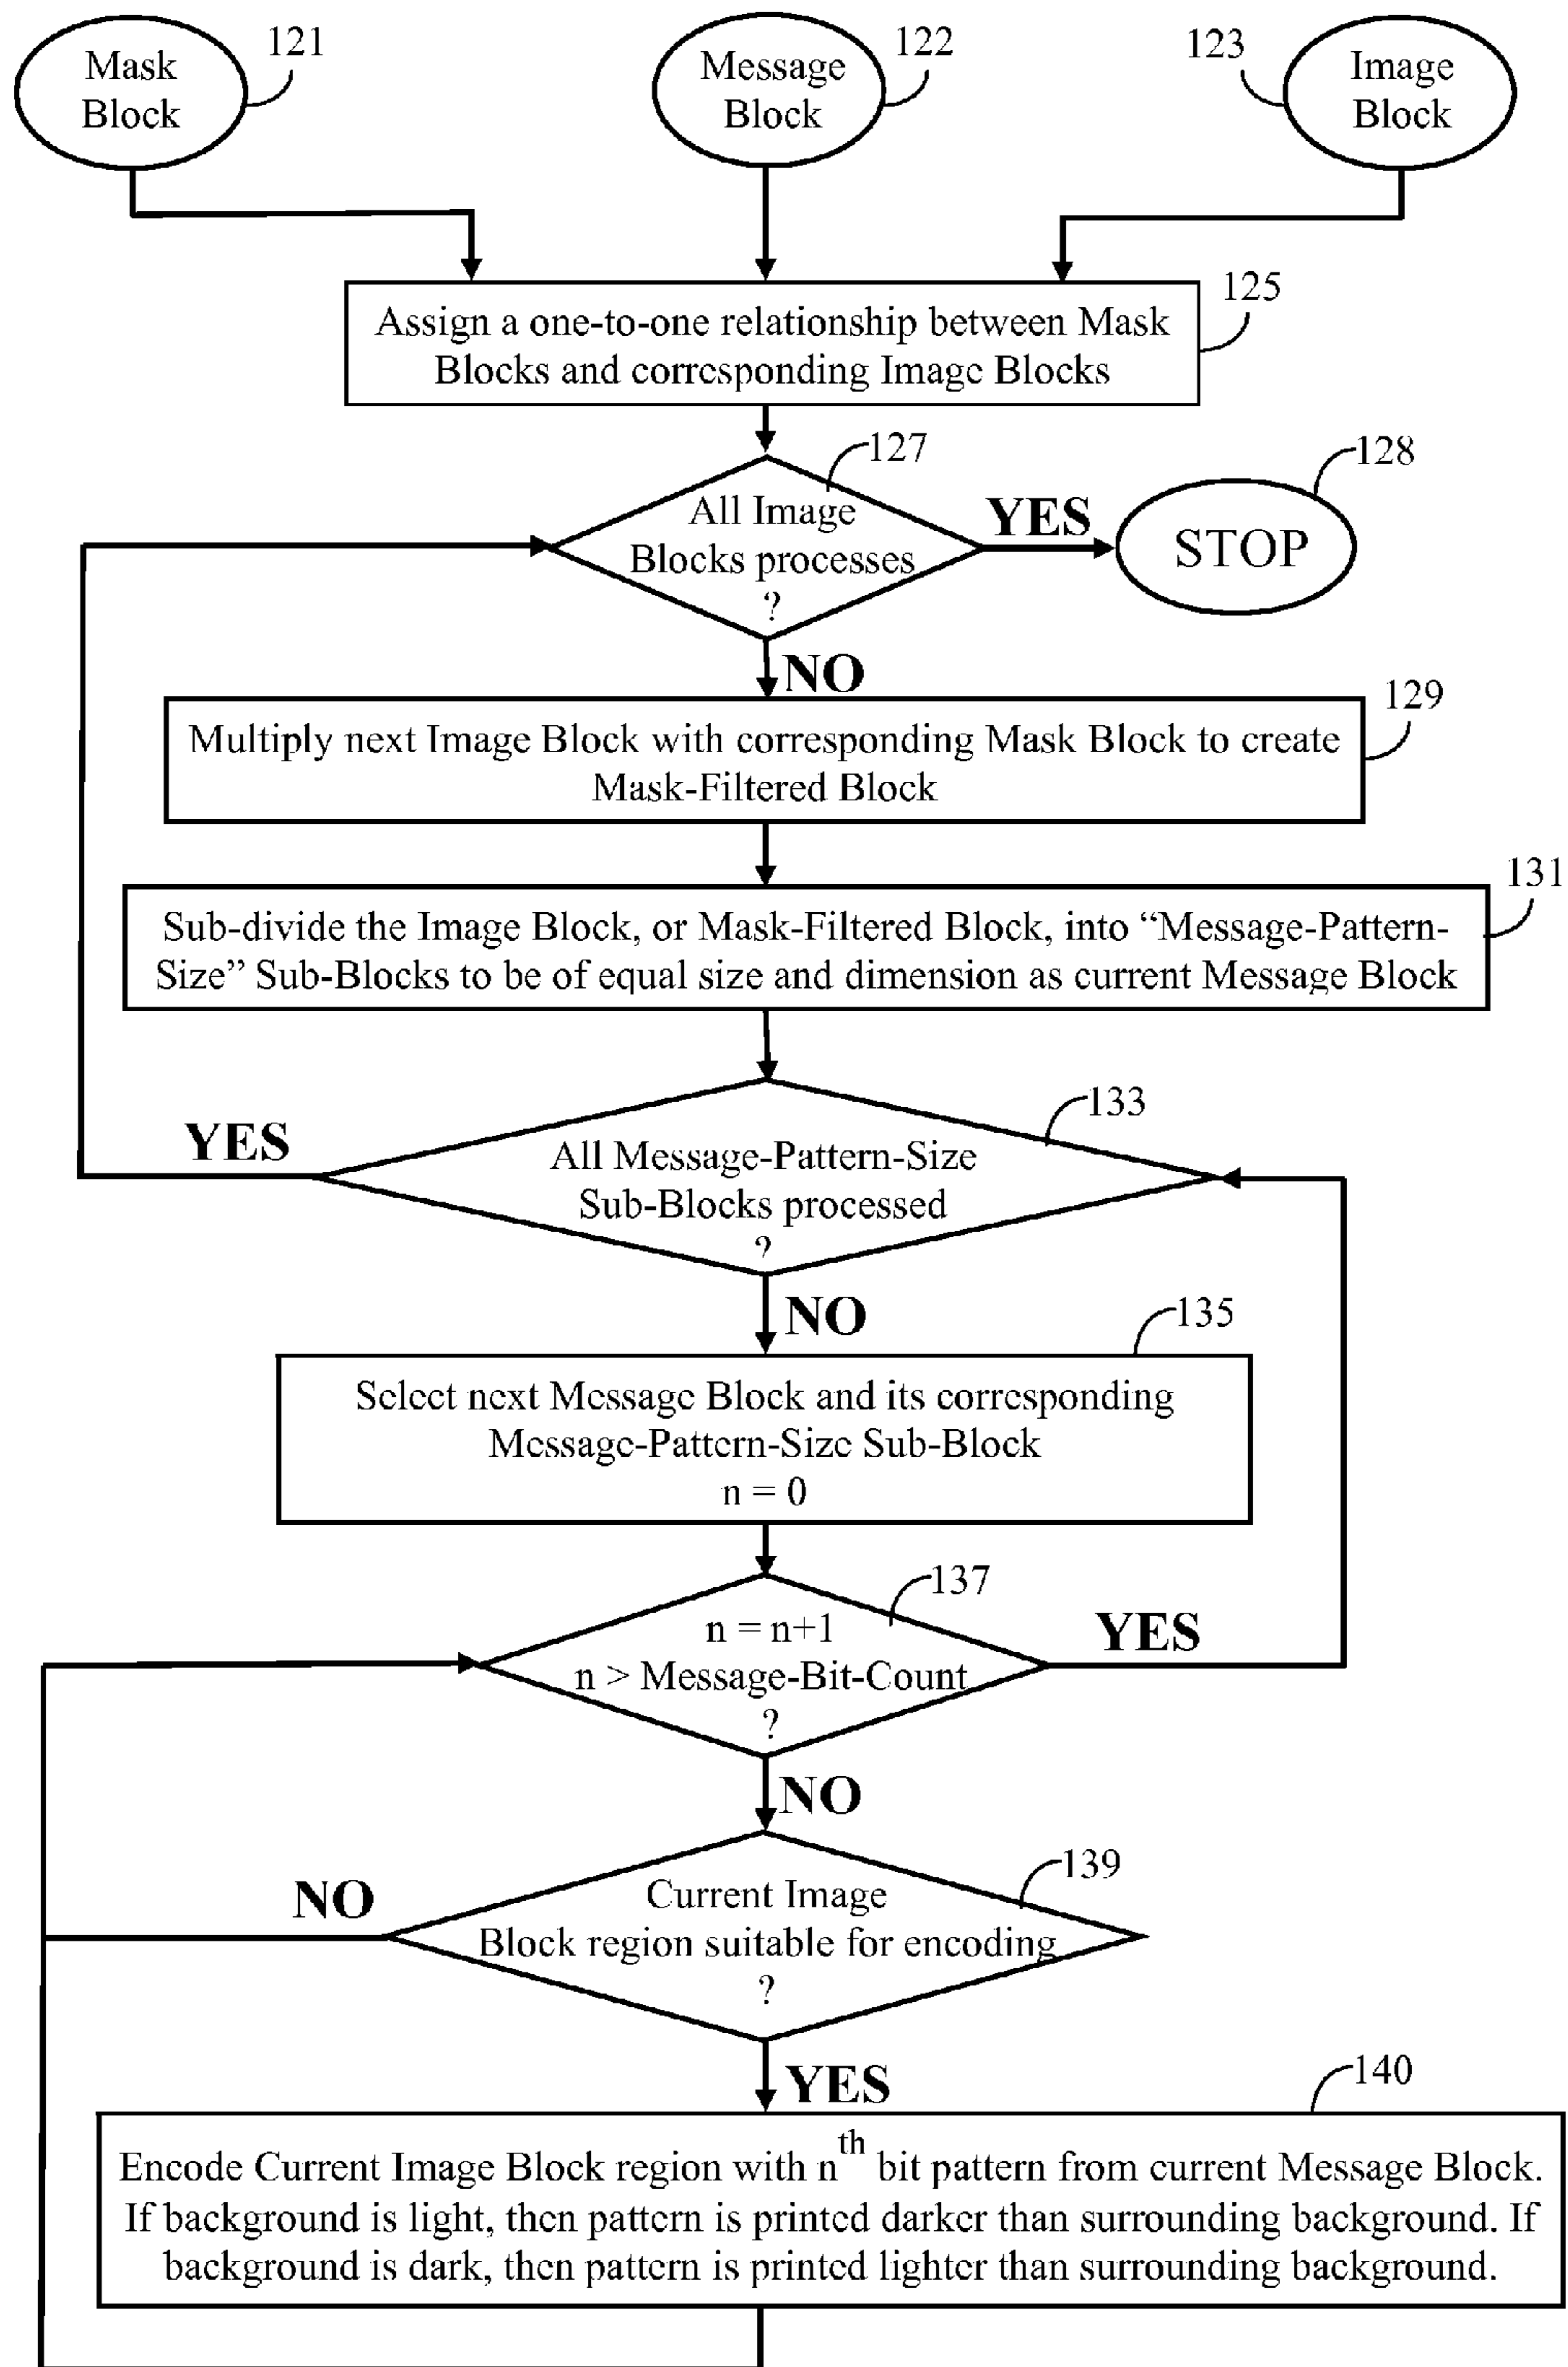 Mask
Block
121
Message
Block
122
123
Image
Block
125
Assign a one-to-one relationship between Mask
Blocks and corresponding Image Blocks
127
128
All Image
Blocks processes
?
YES
STOP
NO
129
Multiply next Image Block with corresponding Mask Block to create
Mask-Filtered Block
131
Sub-divide the Image Block, or Mask-Filtered Block, into “Message-Pattern-
Size” Sub-Blocks to be of equal size and dimension as current Message Block
133
YES
All Message-Pattern-Size
Sub-Blocks processed
?
NO
135
Select next Message Block and its corresponding
Message-Pattern-Size Sub-Block
n = 0
137
n = n+1
n > Message-Bit-Count
?
YES
NO
139
NO
Current Image
Block region suitable for encoding
?
YES
140
Encode Current Image Block region with nth bit pattern from current Message Block.
If background is light, then pattern is printed darker than surrounding background. If
background is dark, then pattern is printed lighter than surrounding background.